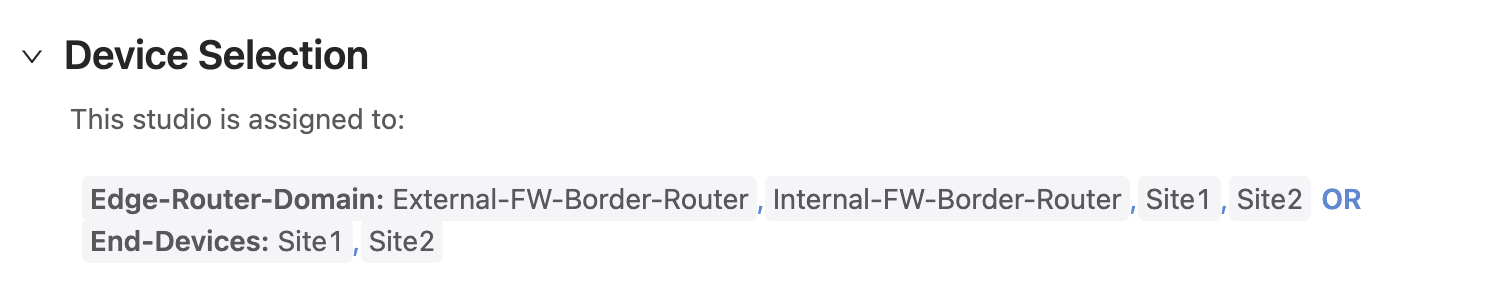 Device Selection
This studio is assigned to:
Edge-Router-Domain: External-FW-Border-Router , Internal-FW-Border-Router , Site1 , Site2 OR
End-Devices: Site1 , Site2